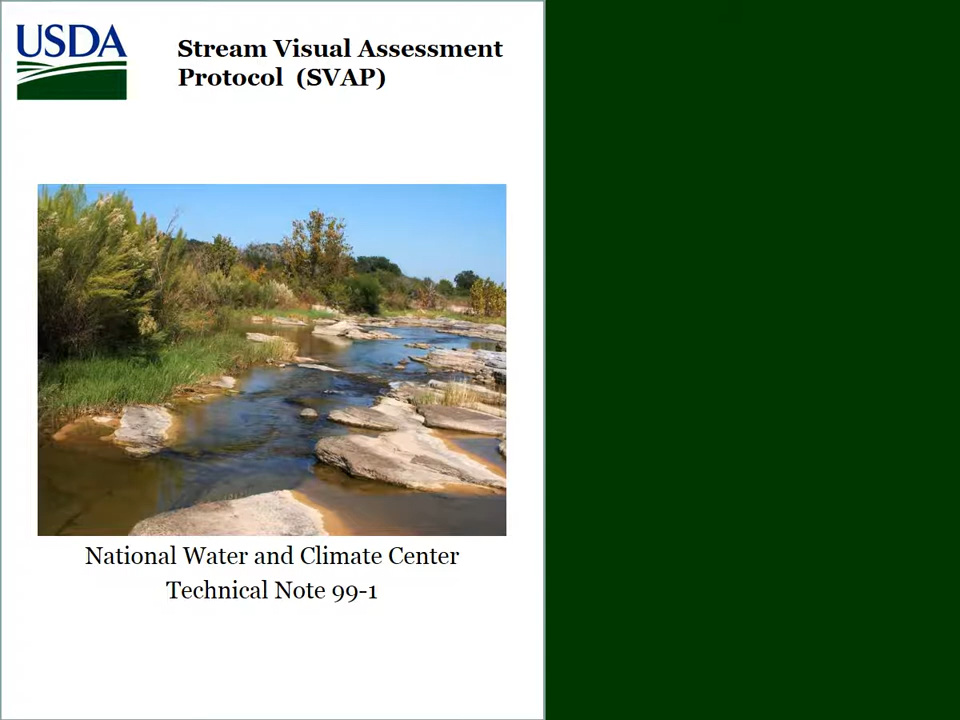 USDA
Stream Visual Assessment
Protocol (SVAP)
National Water and Climate Center
Technical Note 99-1